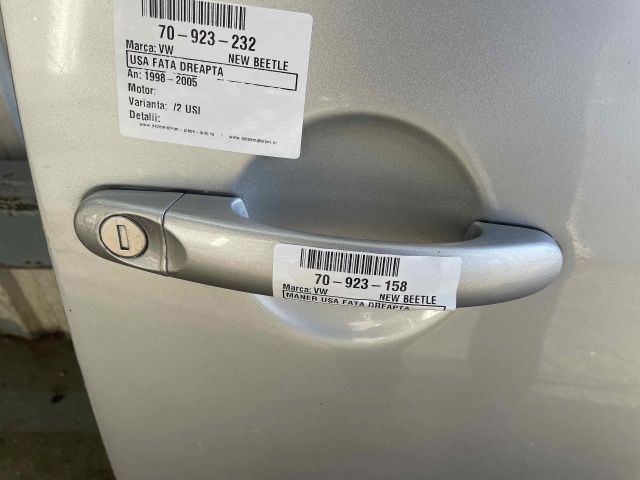 70-923-232
Marca: VW NEW BEETLE
USA FATA DREAPTA
An: 1998-2005
Motor:
Varianta: /2 USI
Detalii:
70-923-158
Marca: VW NEW BEETLE
MANER USA FATA DREAPTA